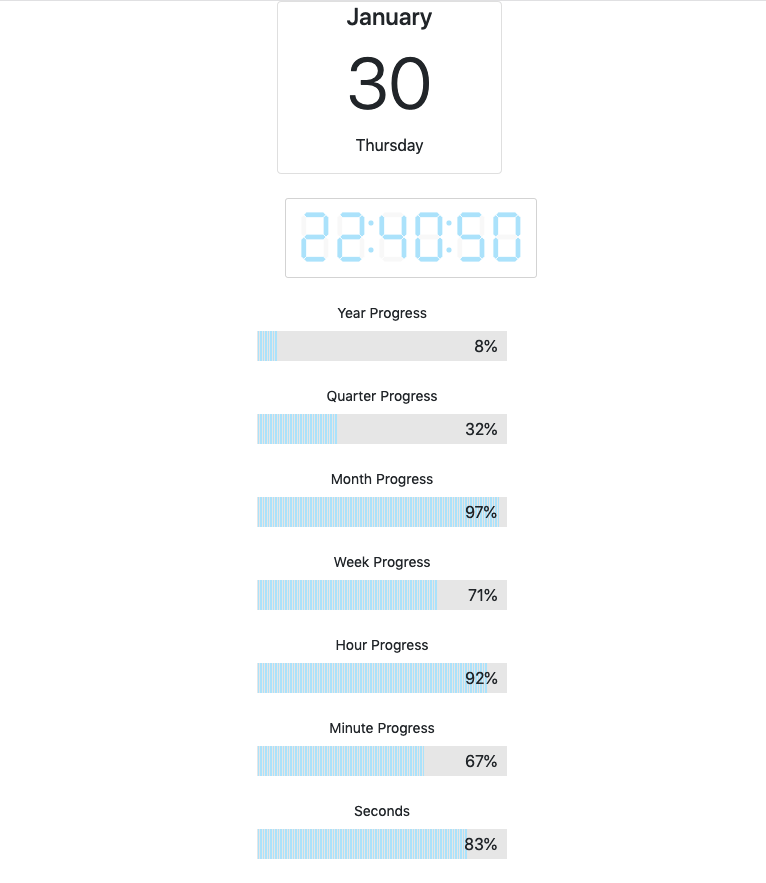 January
30
Thursday
22:40:50
Year Progress
8%
Quarter Progress
32%
Month Progress
97%
Week Progress
71%
Hour Progress
92%
Minute Progress
67%
Seconds
83%